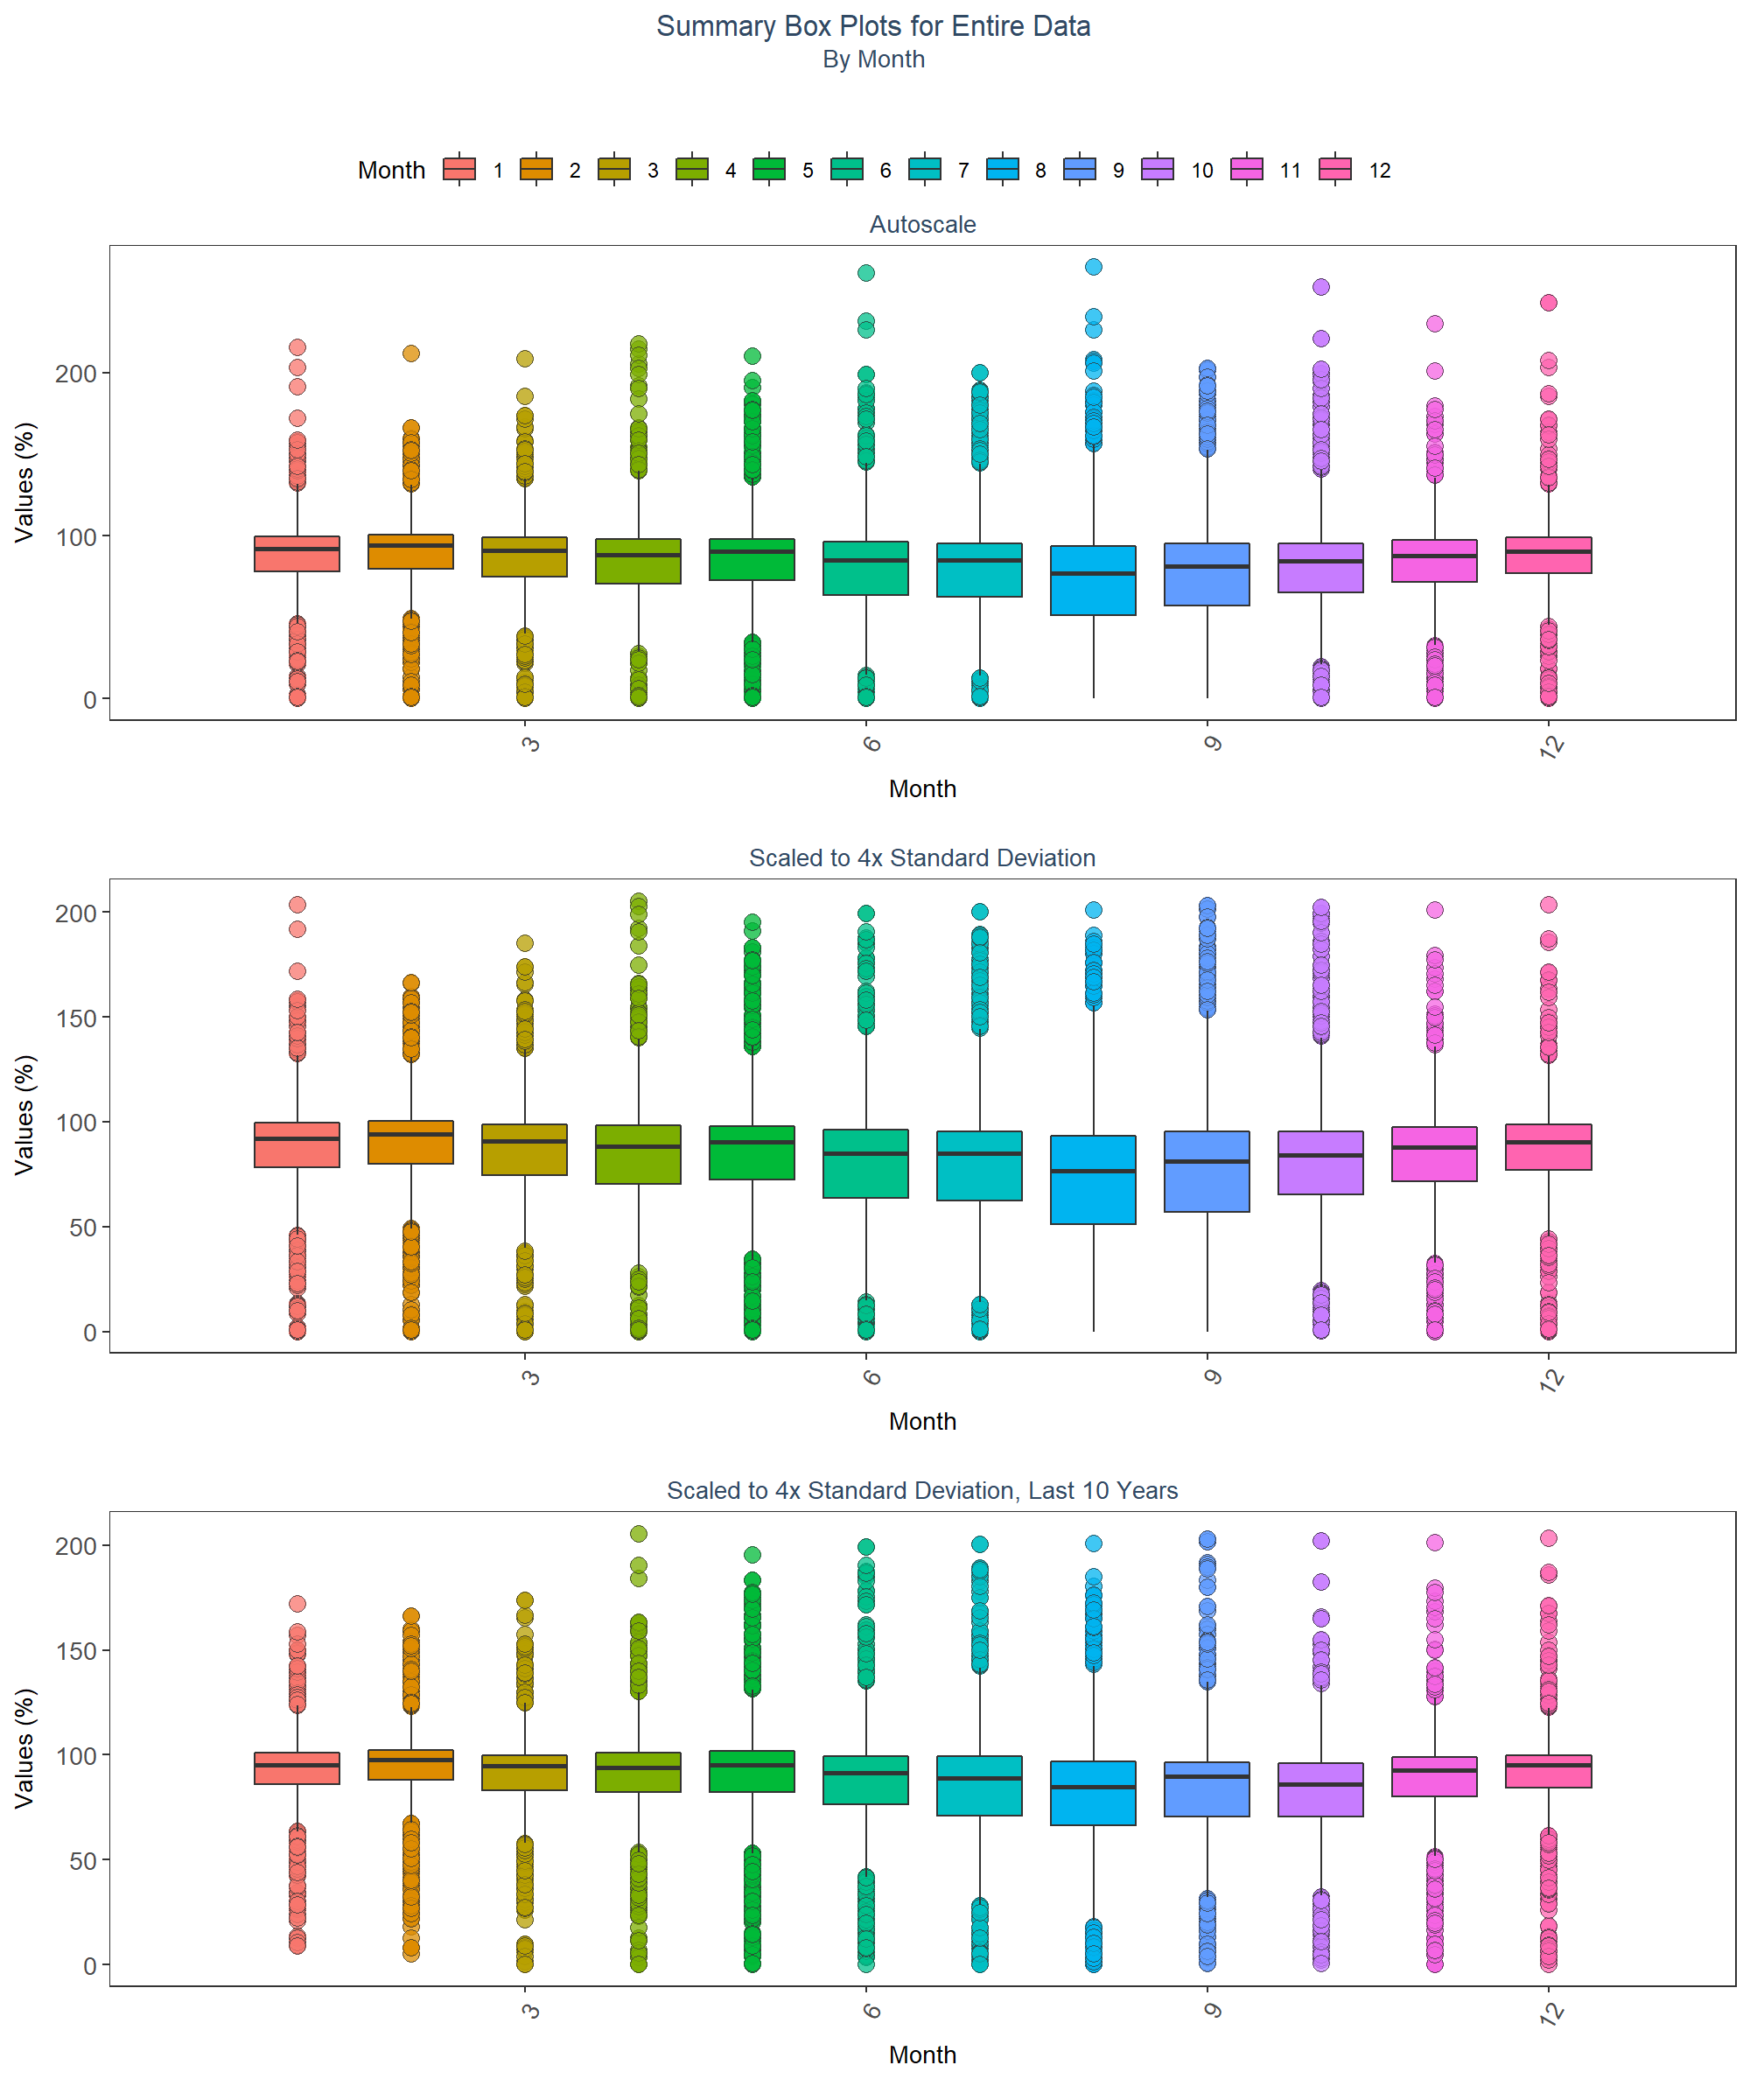 Summary Box Plots for Entire Data
By Month
Month 1 2 3 4 5 6 7 8 9 10 11 12
Autoscale
Values (%)
200
100
0
3 6 9 12
Month
Scaled to 4x Standard Deviation
Values (%)
200
150
100
50
0
3 6 9 12
Month
Scaled to 4x Standard Deviation, Last 10 Years
Values (%)
200
150
100
50
0
3 6 9 12
Month